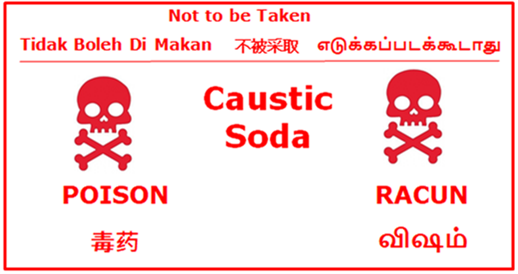 Not to be Taken
Tidak Boleh Di Makan 不被采取 எடுக்கப்படக்கூடாது
Caustic
Soda
POISON RACUN
毒药 விஷம்